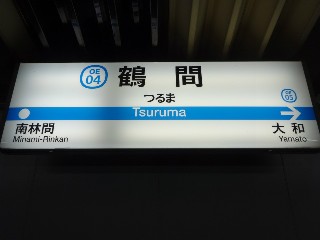 OE
04
鶴間
つるま
Tsuruma
南林間
Minami-Rinkan
OE
05
大和
Yamato